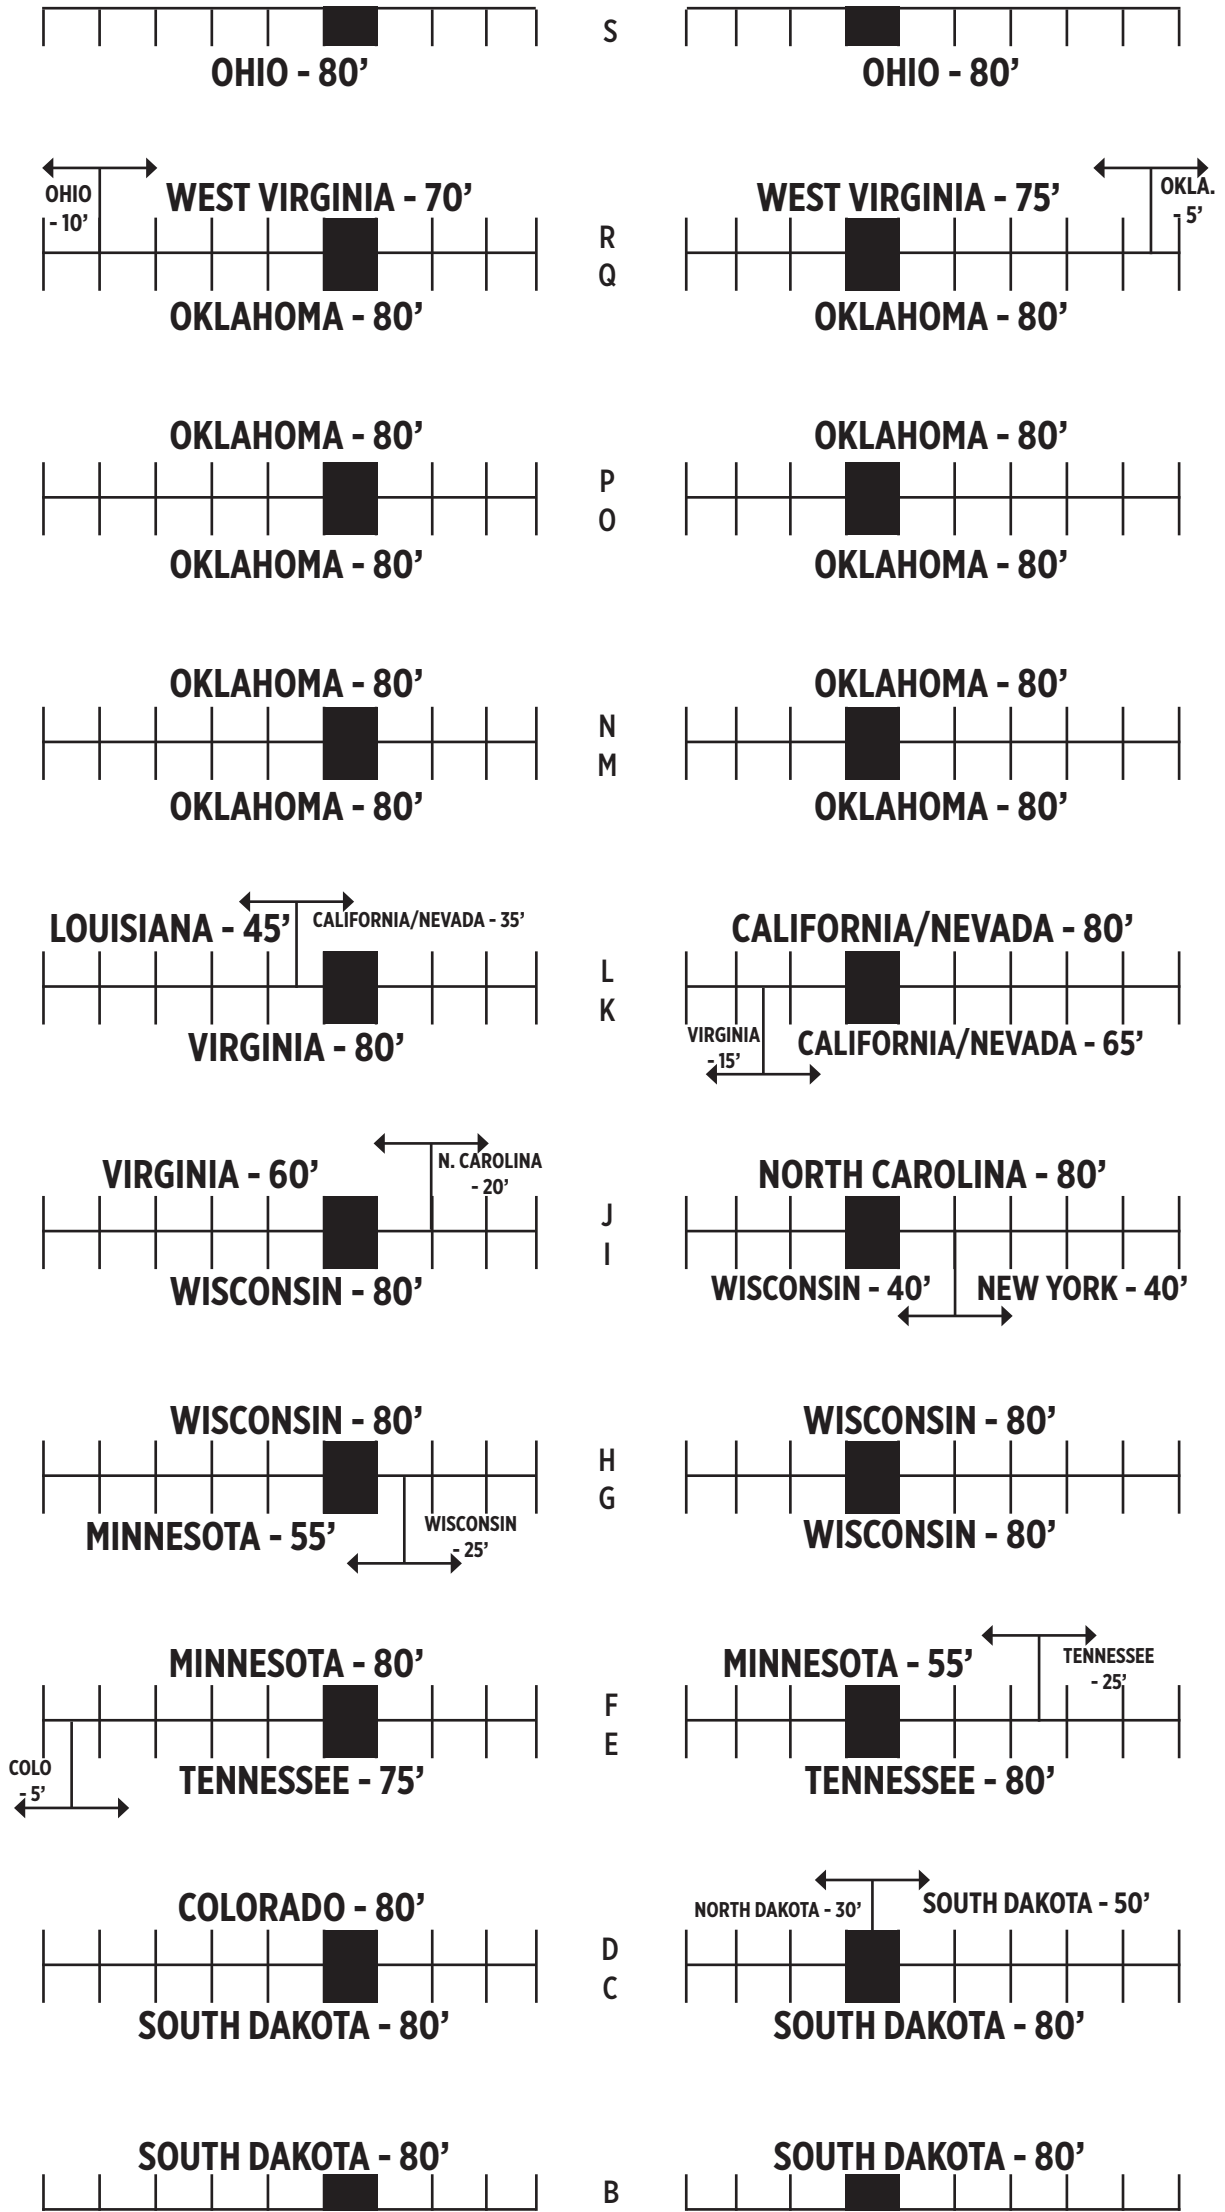 S
OHIO - 80’ OHIO - 80’
OHIO
- 10’
WEST VIRGINIA - 70’ WEST VIRGINIA - 75’
OKLA.
- 5’
R
Q
OKLAHOMA - 80’ OKLAHOMA - 80’
OKLAHOMA - 80’ OKLAHOMA - 80’
P
O
OKLAHOMA - 80’ OKLAHOMA - 80’
OKLAHOMA - 80’ OKLAHOMA - 80’
N
M
OKLAHOMA - 80’ OKLAHOMA - 80’
LOUISIANA - 45’ CALIFORNIA/NEVADA - 35’ CALIFORNIA/NEVADA - 80’
L
K
VIRGINIA - 80’
VIRGINIA
- 15’
CALIFORNIA/NEVADA - 65’
VIRGINIA - 60’
N. CAROLINA
- 20’
NORTH CAROLINA - 80’
J
I
WISCONSIN - 80’ WISCONSIN - 40’ NEW YORK - 40’
WISCONSIN - 80’ WISCONSIN - 80’
H
G
MINNESOTA - 55’
WISCONSIN
- 25’
WISCONSIN - 80’
MINNESOTA - 80’ MINNESOTA - 55’
TENNESSEE
- 25’
F
E
COLO
- 5’
TENNESSEE - 75’ TENNESSEE - 80’
COLORADO - 80’ NORTH DAKOTA - 30’ SOUTH DAKOTA - 50’
D
C
SOUTH DAKOTA - 80’ SOUTH DAKOTA - 80’
SOUTH DAKOTA - 80’ SOUTH DAKOTA - 80’
B